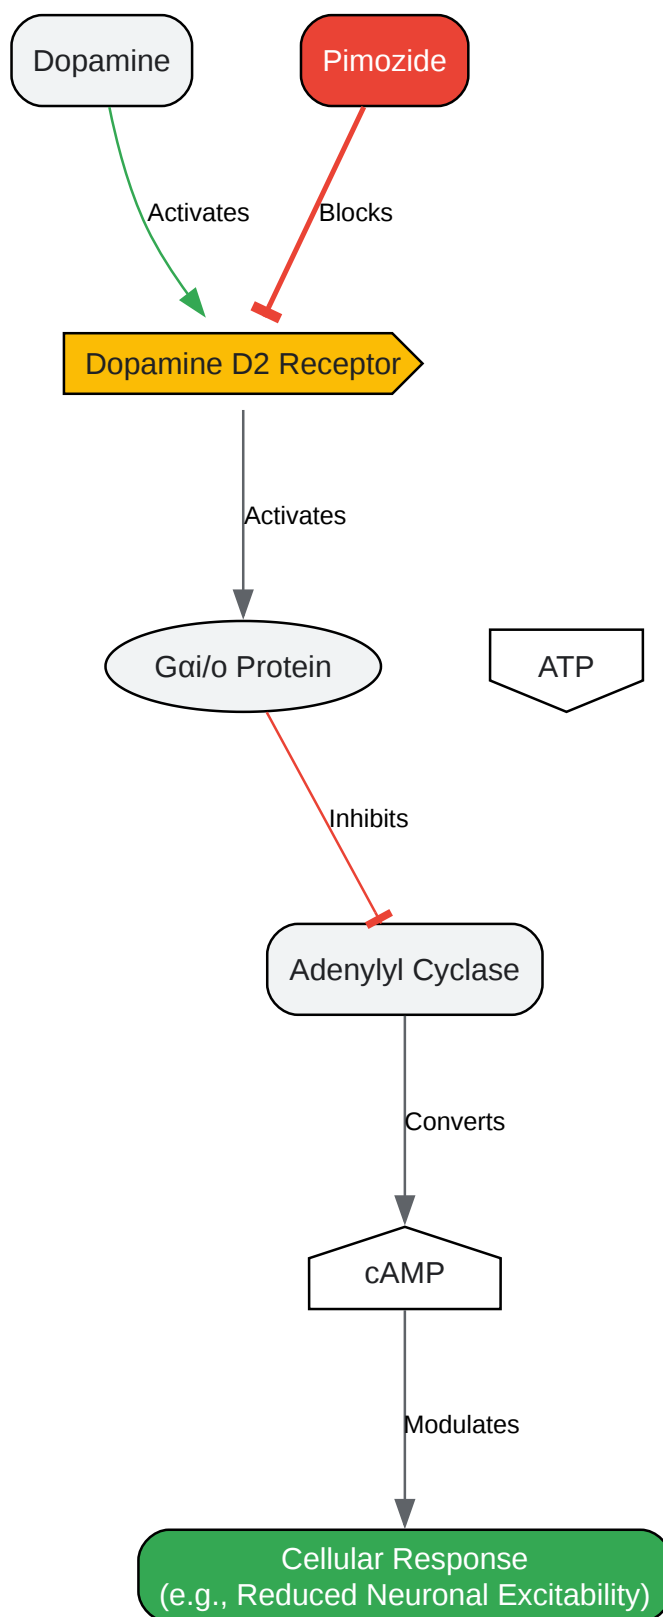 Dopamine
Pimozide
Activates
Blocks
Dopamine D2 Receptor
Activates
Gαi/o Protein
ATP
Inhibits
Adenylyl Cyclase
Converts
cAMP
Modulates
Cellular Response
(e.g., Reduced Neuronal Excitability)